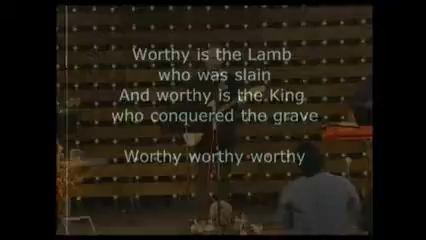 Worthy is the Lamb
who was slain
And worthy is the King
who conquered the grave
Worthy worthy worthy